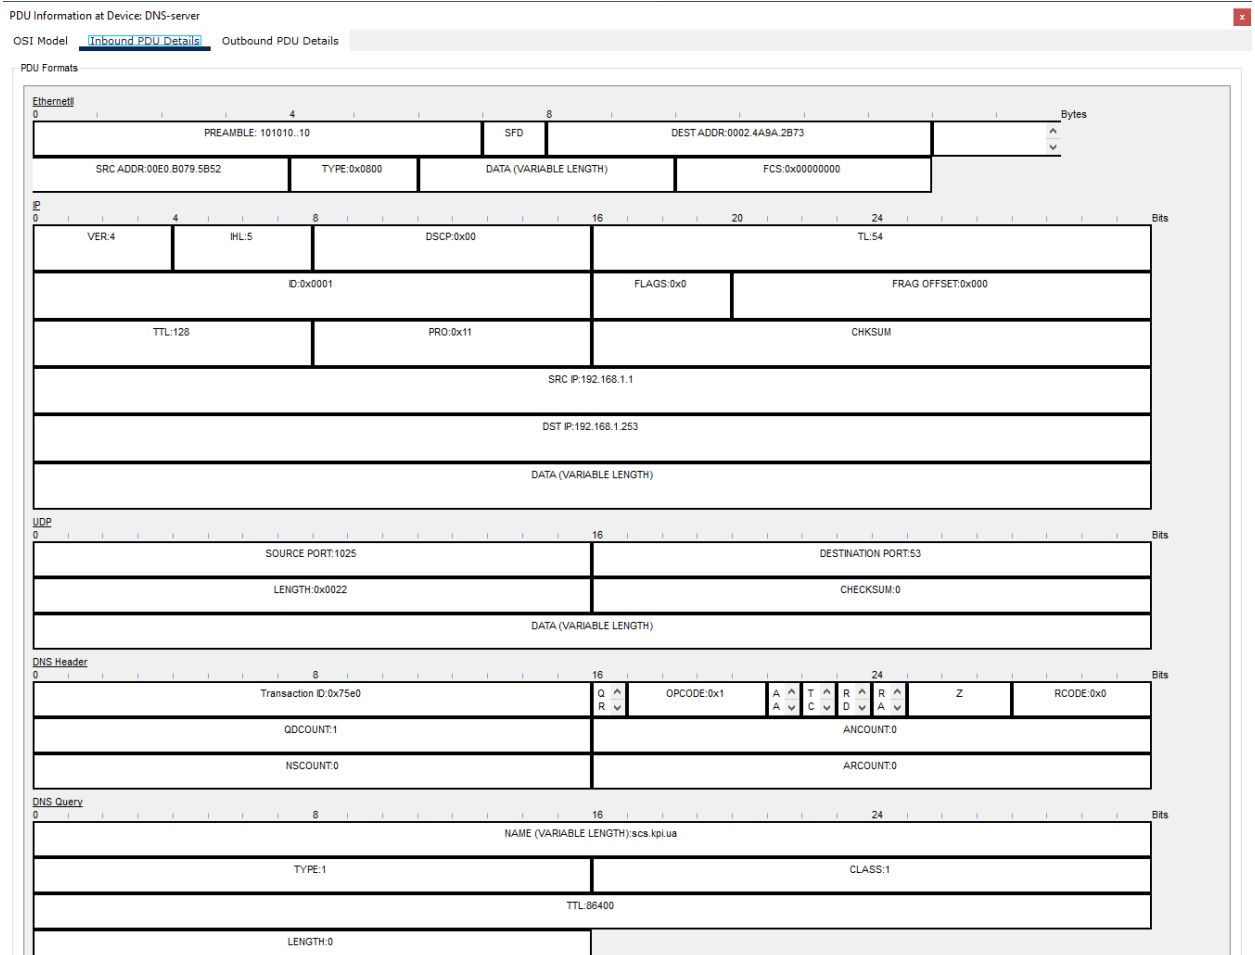 PDU Information at Device: DNS-server
x
OSI Model Inbound PDU Details Outbound PDU Details
PDU Formats
EthernetII
0 4 8 Bytes
PREAMBLE: 101010..10 SFD DEST ADDR:0002.4A9A.2B73
SRC ADDR:00E0.B079.5B52 TYPE:0x0800 DATA (VARIABLE LENGTH) FCS:0x00000000
IP
0 4 8 16 20 24 Bits
VER:4 IHL:5 DSCP:0x00 TL:54
ID:0x0001 FLAGS:0x0 FRAG OFFSET:0x000
TTL:128 PRO:0x11 CHKSUM
SRC IP:192.168.1.1
DST IP:192.168.1.253
DATA (VARIABLE LENGTH)
UDP
0 16 Bits
SOURCE PORT:1025 DESTINATION PORT:53
LENGTH:0x0022 CHECKSUM:0
DATA (VARIABLE LENGTH)
DNS Header
0 8 16 24 Bits
Transaction ID:0x75e0 Q R OPCODE:0x1 A A T C R D R A Z RCODE:0x0
QDCOUNT:1 ANCOUNT:0
NSCOUNT:0 ARCOUNT:0
DNS Query
0 8 16 24 Bits
NAME (VARIABLE LENGTH):scs.kpi.ua
TYPE:1 CLASS:1
TTL:86400
LENGTH:0